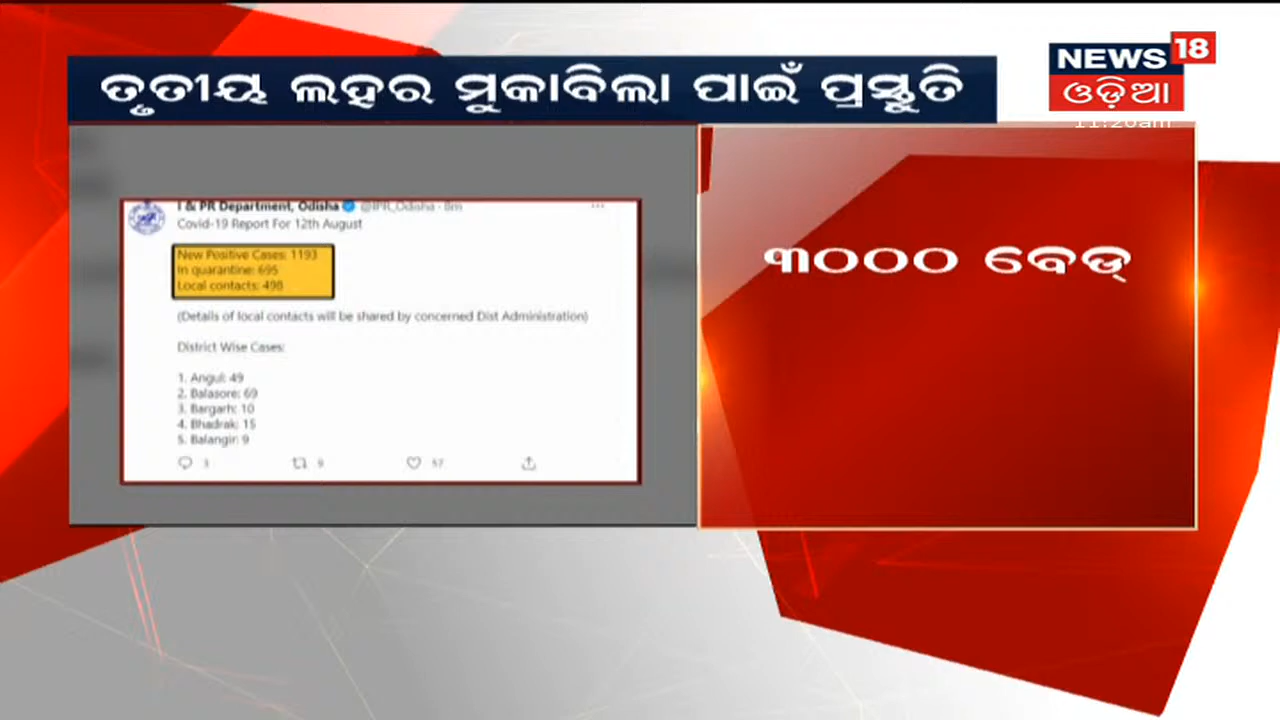 ତୃତୀୟ ଲହର ମୁକାବିଲା ପାଇଁ ପ୍ରସ୍ତୁତି
NEWS 18
ଓଡ଼ିଆ
11:26am
I & PR Department, Odisha @IPR_Odisha · 8m
Covid-19 Report For 12th August
New Positive Cases: 1193
In quarantine: 695
Local contacts: 498
(Details of local contacts will be shared by concerned Dist Administration)
District Wise Cases:
1. Angul: 49
2. Balasore: 69
3. Bargarh: 10
4. Bhadrak: 15
5. Balangir: 9
3 9 57
୩୦୦୦ ବେଡ୍